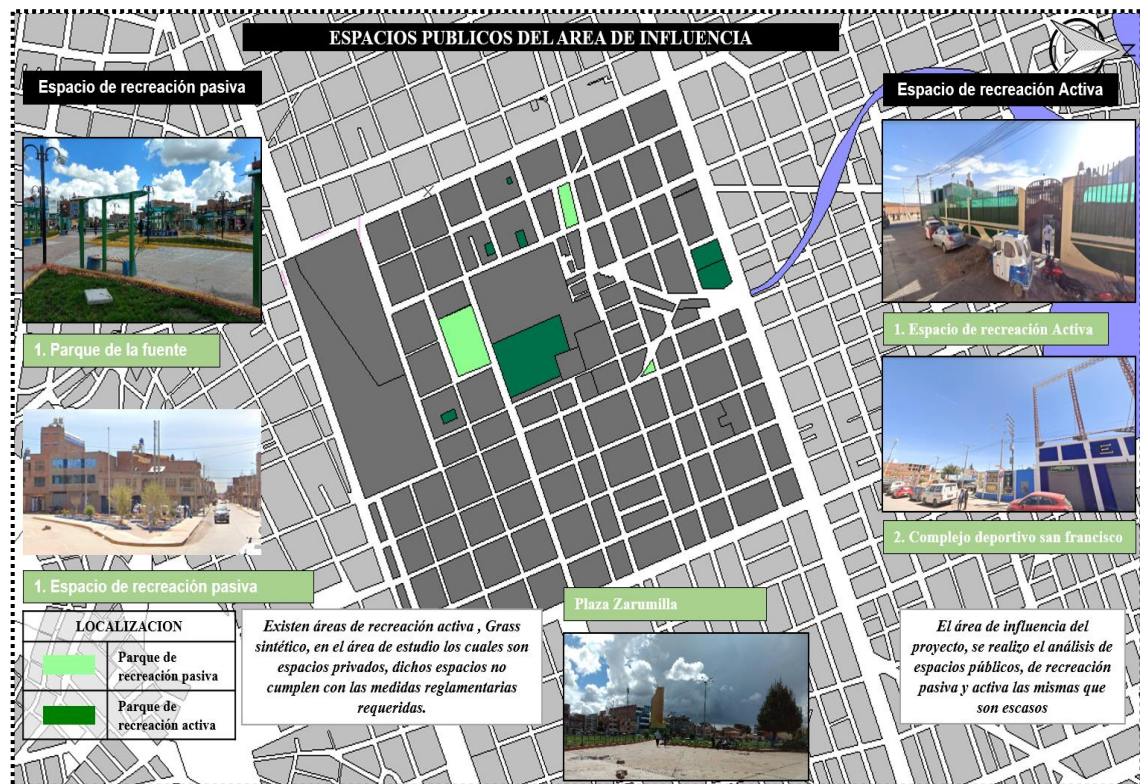 ESPACIOS PUBLICOS DEL AREA DE INFLUENCIA
Espacio de recreación pasiva
1. Parque de la fuente
1. Espacio de recreación pasiva
LOCALIZACION
Parque de
recreación pasiva
Parque de
recreación activa
Existen áreas de recreación activa , Grass
sintético, en el área de estudio los cuales son
espacios privados, dichos espacios no
cumplen con las medidas reglamentarias
requeridas.
Plaza Zarumilla
Espacio de recreación Activa
1. Espacio de recreación Activa
2. Complejo deportivo san francisco
El área de influencia del
proyecto, se realizo el análisis de
espacios públicos, de recreación
pasiva y activa las mismas que
son escasos